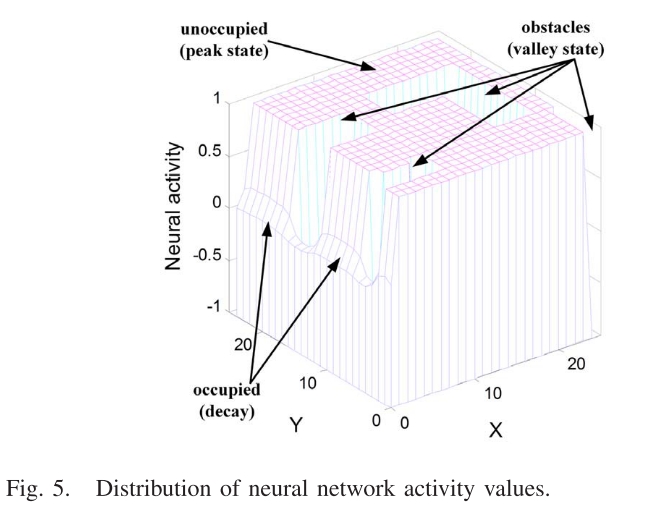 unoccupied
(peak state)
obstacles
(valley state)
1
0.5
0
-0.5
-1
Neural activity
20
10
0
Y
0
10
20
X
occupied
(decay)
Fig. 5. Distribution of neural network activity values.